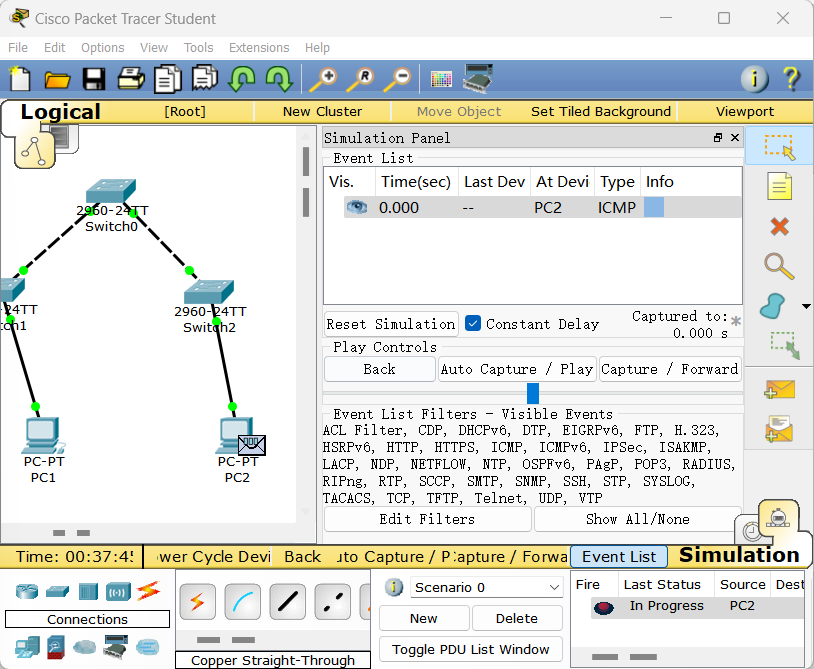 Cisco Packet Tracer Student
File Edit Options View Tools Extensions Help
Logical [Root] New Cluster Move Object Set Tiled Background Viewport
2960-24TT
Switch0
24TT
tch1
2960-24TT
Switch2
PC-PT
PC1
PC-PT
PC2
Simulation Panel
Event List
Vis. Time(sec) Last Dev At Devi Type Info
0.000 -- PC2 ICMP
Reset Simulation Constant Delay Captured to: *
0.000 s
Play Controls
Back Auto Capture / Play Capture / Forward
Event List Filters - Visible Events
ACL Filter, CDP, DHCPv6, DTP, EIGRPv6, FTP, H.323,
HSRPv6, HTTP, HTTPS, ICMP, ICMPv6, IPSec, ISAKMP,
LACP, NDP, NETFLOW, NTP, OSPFv6, PAgP, POP3, RADIUS,
RIPng, RTP, SCCP, SMTP, SNMP, SSH, STP, SYSLOG,
TACACS, TCP, TFTP, Telnet, UDP, VTP
Edit Filters Show All/None
Time: 00:37:45 wer Cycle Devi Back uto Capture / P apture / Forwa Event List Simulation
Connections
Copper Straight-Through
Scenario 0
New Delete
Toggle PDU List Window
Fire Last Status Source Dest
In Progress PC2